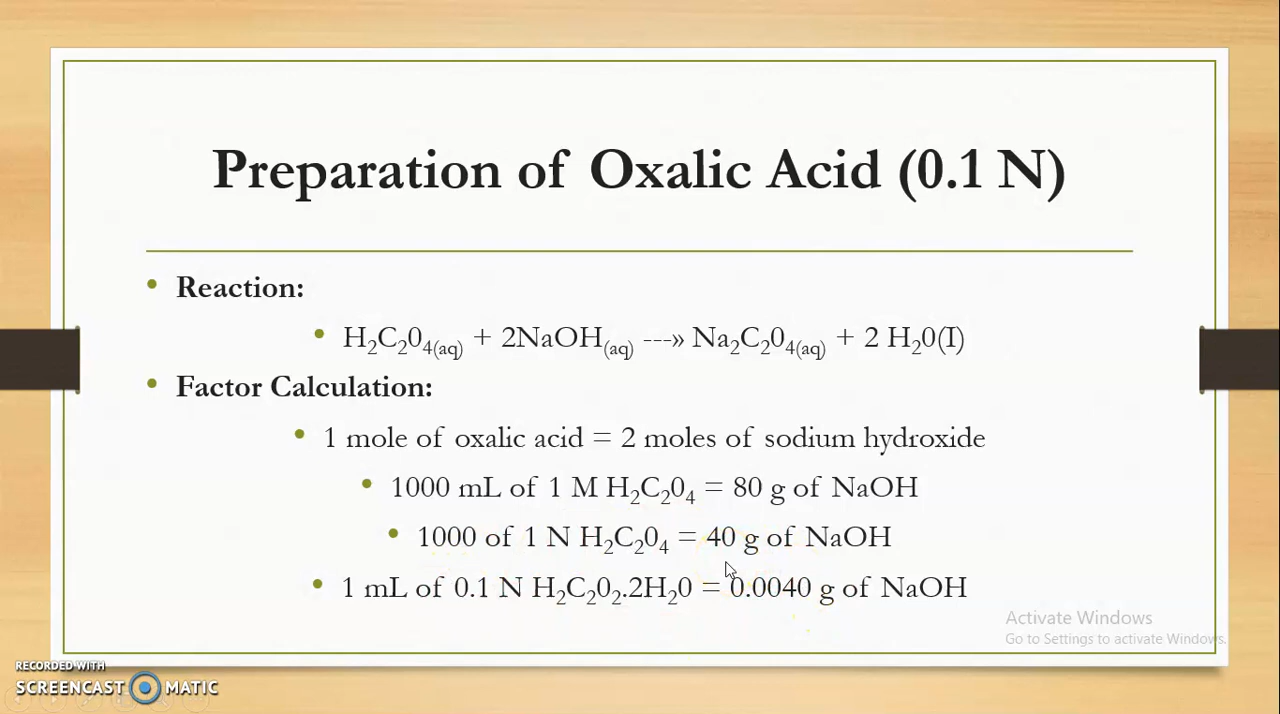 Preparation of Oxalic Acid (0.1 N)
• Reaction:
• H₂C₂0₄(aq) + 2NaOH(aq) ---» Na₂C₂0₄(aq) + 2 H₂0(I)
• Factor Calculation:
• 1 mole of oxalic acid = 2 moles of sodium hydroxide
• 1000 mL of 1 M H₂C₂0₄ = 80 g of NaOH
• 1000 of 1 N H₂C₂0₄ = 40 g of NaOH
• 1 mL of 0.1 N H₂C₂0₂.2H₂0 = 0.0040 g of NaOH
Activate Windows
Go to Settings to activate Windows.
RECORDED WITH
SCREENCAST MATIC